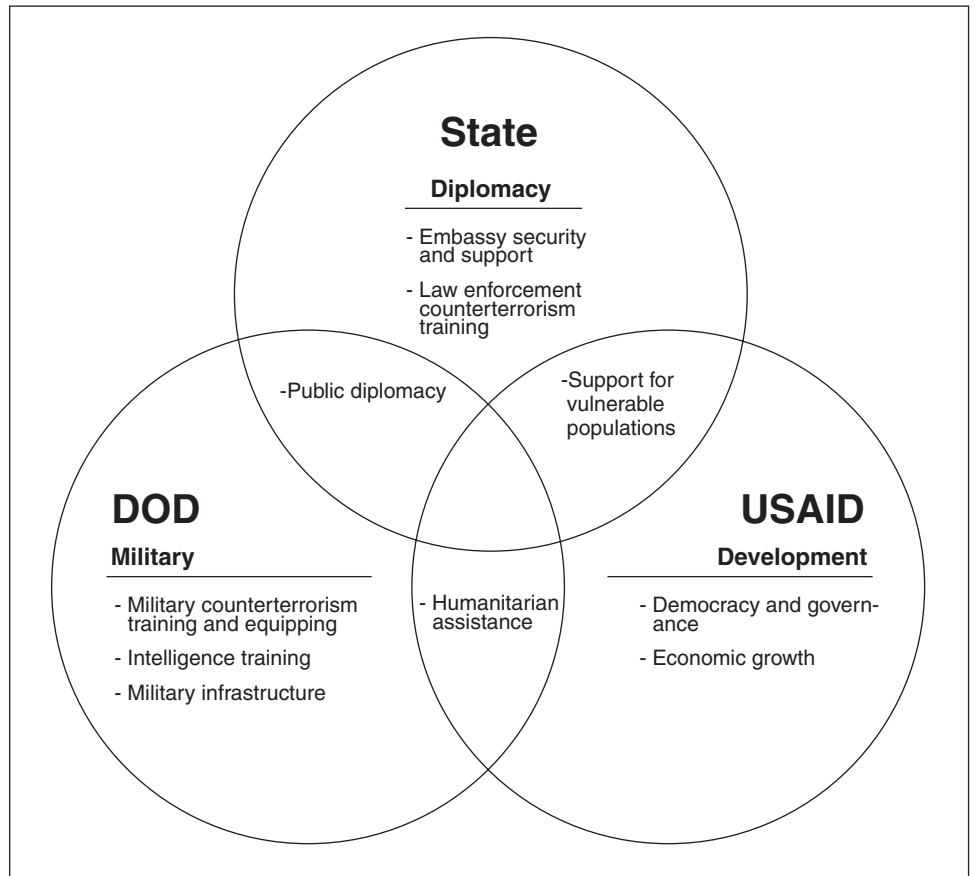 State
Diplomacy
- Embassy security
and support
- Law enforcement
counterterrorism
training
-Public diplomacy
-Support for
vulnerable
populations
DOD
Military
- Military counterterrorism
training and equipping
- Intelligence training
- Military infrastructure
- Humanitarian
assistance
USAID
Development
- Democracy and govern-
ance
- Economic growth